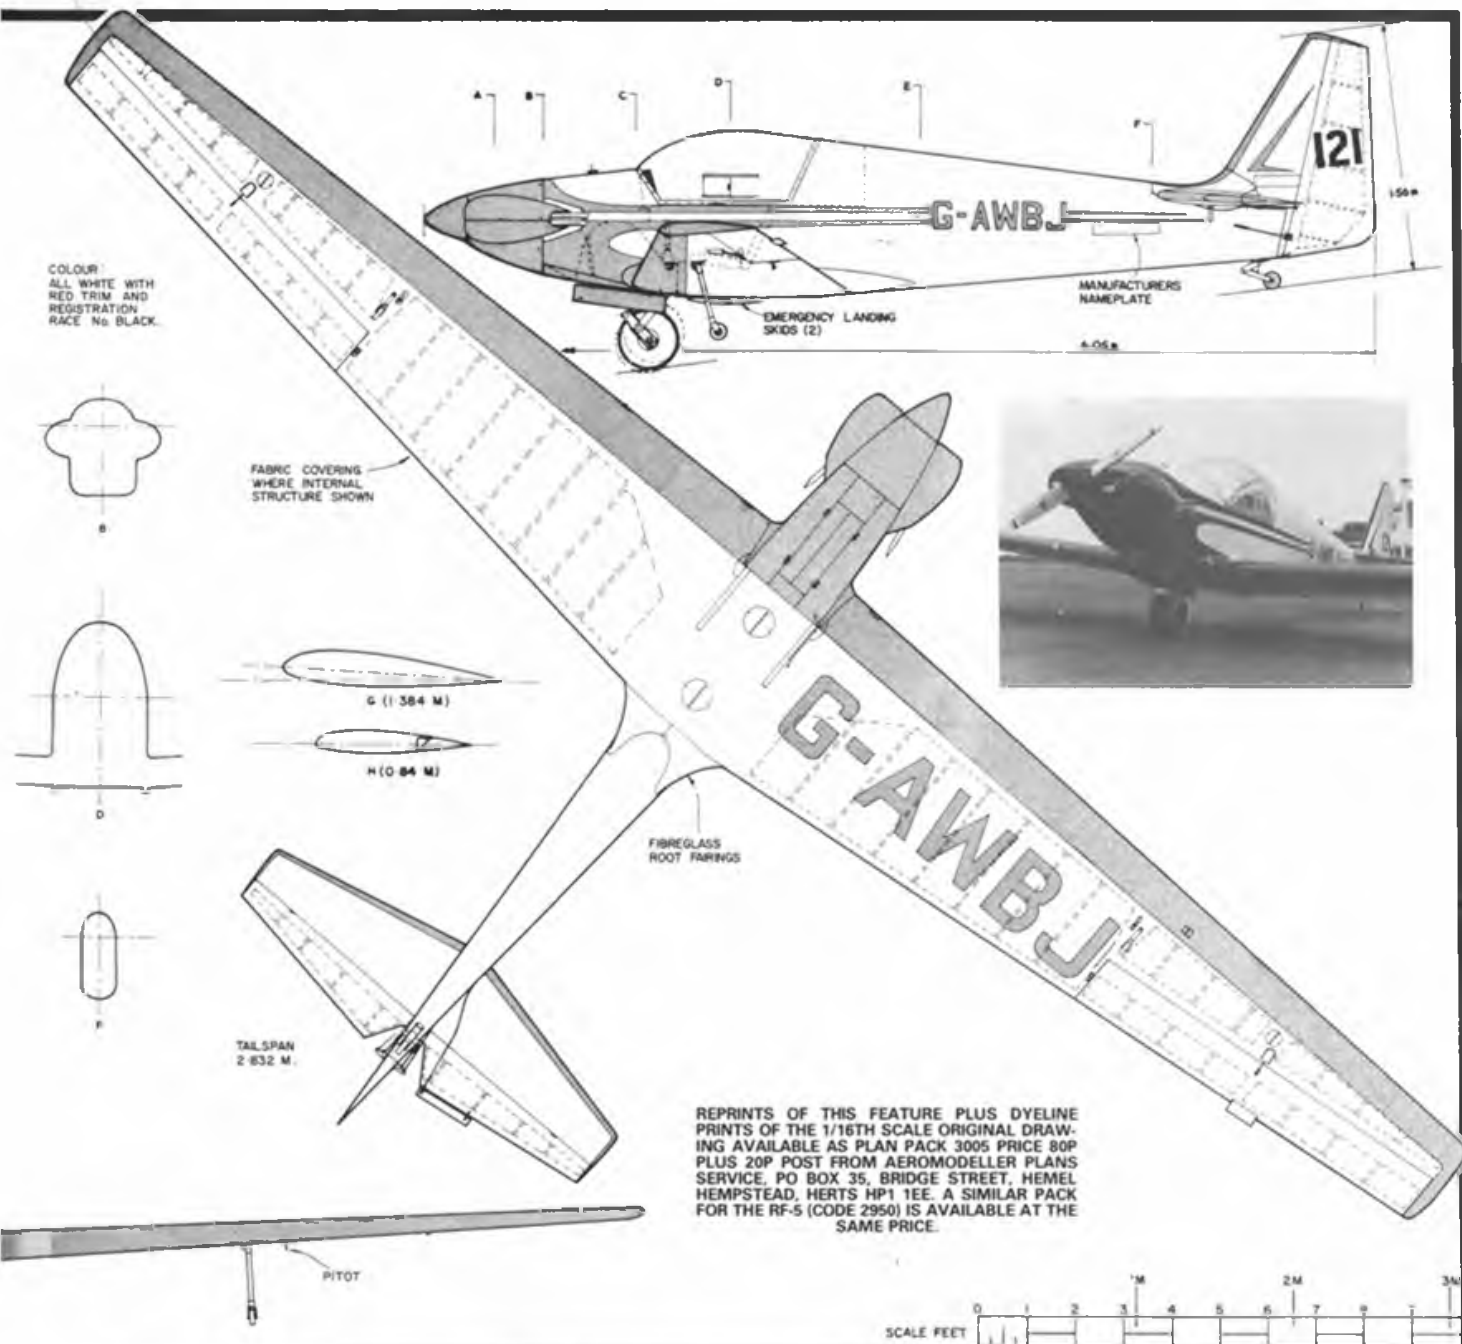 A
B
C
D
E
F
121
1·56 m
G-AWBJ
COLOUR
ALL WHITE WITH
RED TRIM AND
REGISTRATION
RACE No. BLACK.
MANUFACTURERS
NAMEPLATE
EMERGENCY LANDING
SKIDS (2)
6·05 m
FABRIC COVERING
WHERE INTERNAL
STRUCTURE SHOWN
B
G (1·384 M)
H (0·84 M)
D
G-AWBJ
FIBREGLASS
ROOT FAIRINGS
F
TAILSPAN
2·832 M.
REPRINTS OF THIS FEATURE PLUS DYELINE
PRINTS OF THE 1/16TH SCALE ORIGINAL DRAW-
ING AVAILABLE AS PLAN PACK 3005 PRICE 80P
PLUS 20P POST FROM AEROMODELLER PLANS
SERVICE, PO BOX 35, BRIDGE STREET, HEMEL
HEMPSTEAD, HERTS HP1 1EE. A SIMILAR PACK
FOR THE RF-5 (CODE 2950) IS AVAILABLE AT THE
SAME PRICE.
PITOT
1M 2M 3M
0 1 2 3 4 5 6 7
SCALE FEET